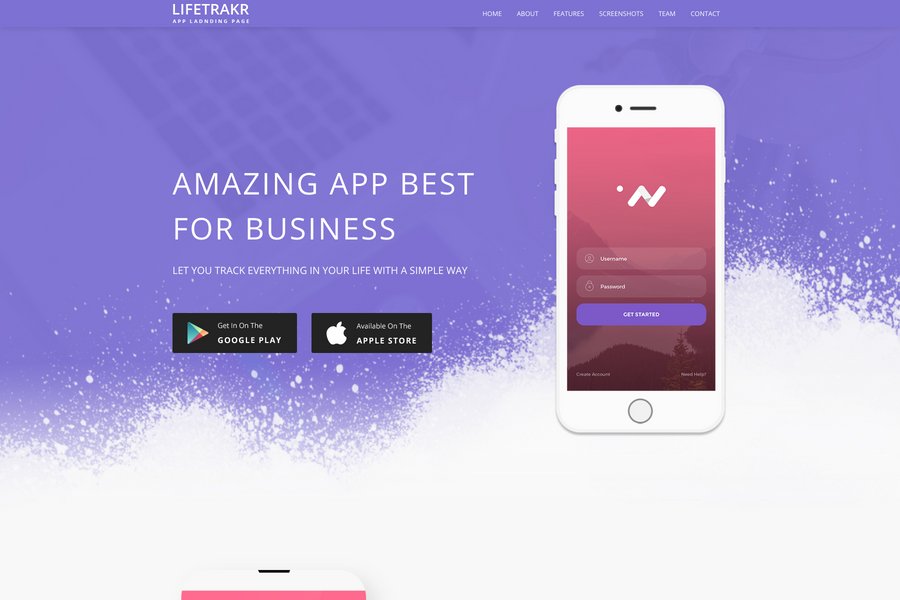 LIFETRAKR
APP LADNDING PAGE
HOME ABOUT FEATURES SCREENSHOTS TEAM CONTACT
AMAZING APP BEST
FOR BUSINESS
LET YOU TRACK EVERYTHING IN YOUR LIFE WITH A SIMPLE WAY
Get In On The
GOOGLE PLAY
Available On The
APPLE STORE
Username
Password
GET STARTED
Create Account Need Help?